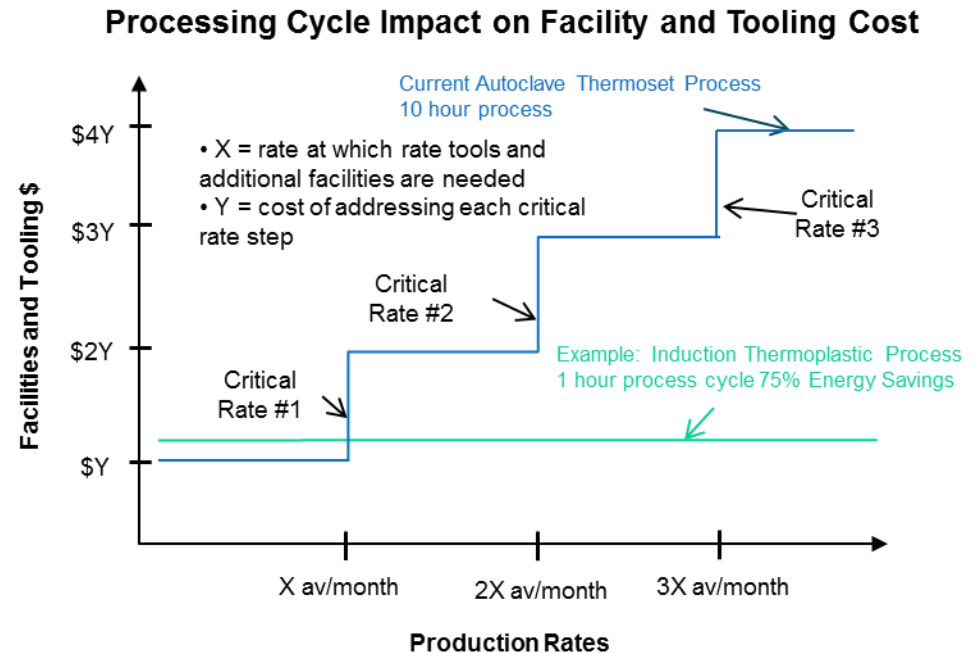 Processing Cycle Impact on Facility and Tooling Cost
Current Autoclave Thermoset Process
10 hour process
$4Y
• X = rate at which rate tools and
additional facilities are needed
• Y = cost of addressing each critical
rate step
Critical
Rate #3
$3Y
Critical
Rate #2
Facilities and Tooling $
$2Y
Example: Induction Thermoplastic Process
1 hour process cycle 75% Energy Savings
Critical
Rate #1
$Y
X av/month
2X av/month
3X av/month
Production Rates